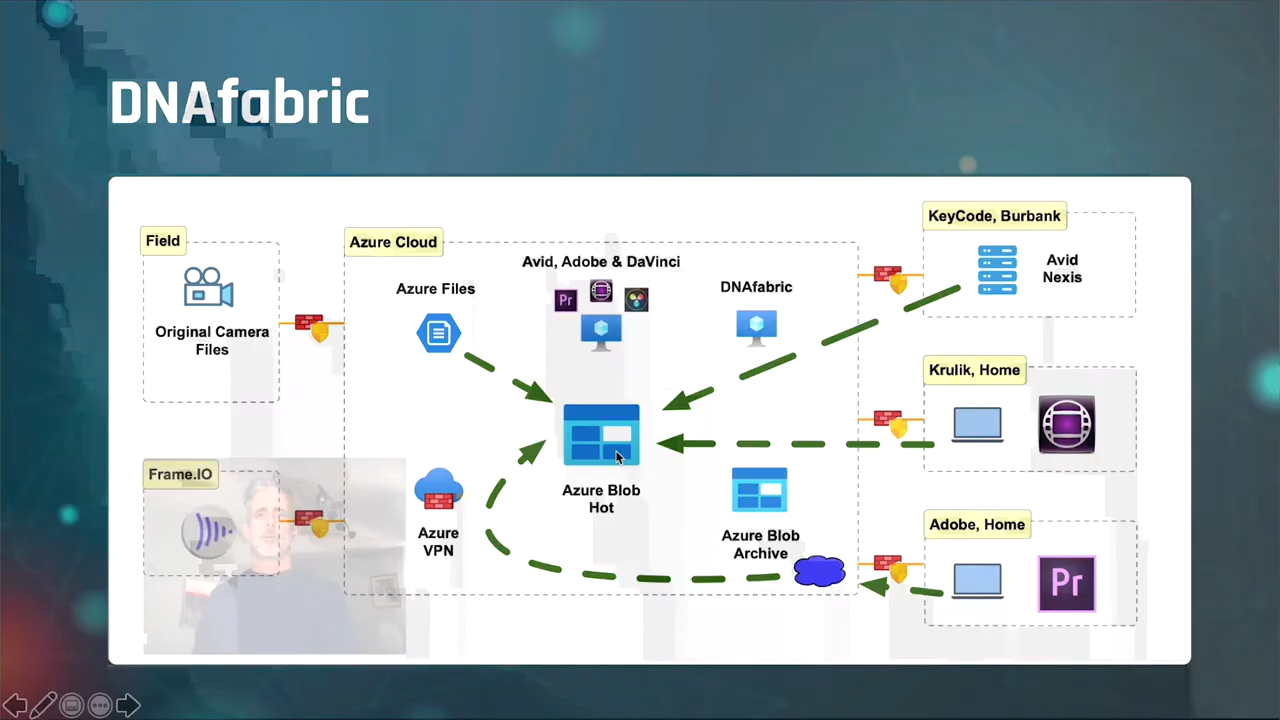 DNAfabric
Field
Original Camera
Files
Frame.IO
Azure Cloud
Azure Files
Avid, Adobe & DaVinci
Pr
DNAfabric
Azure Blob
Hot
Azure
VPN
Azure Blob
Archive
KeyCode, Burbank
Avid
Nexis
Krulik, Home
Adobe, Home
Pr